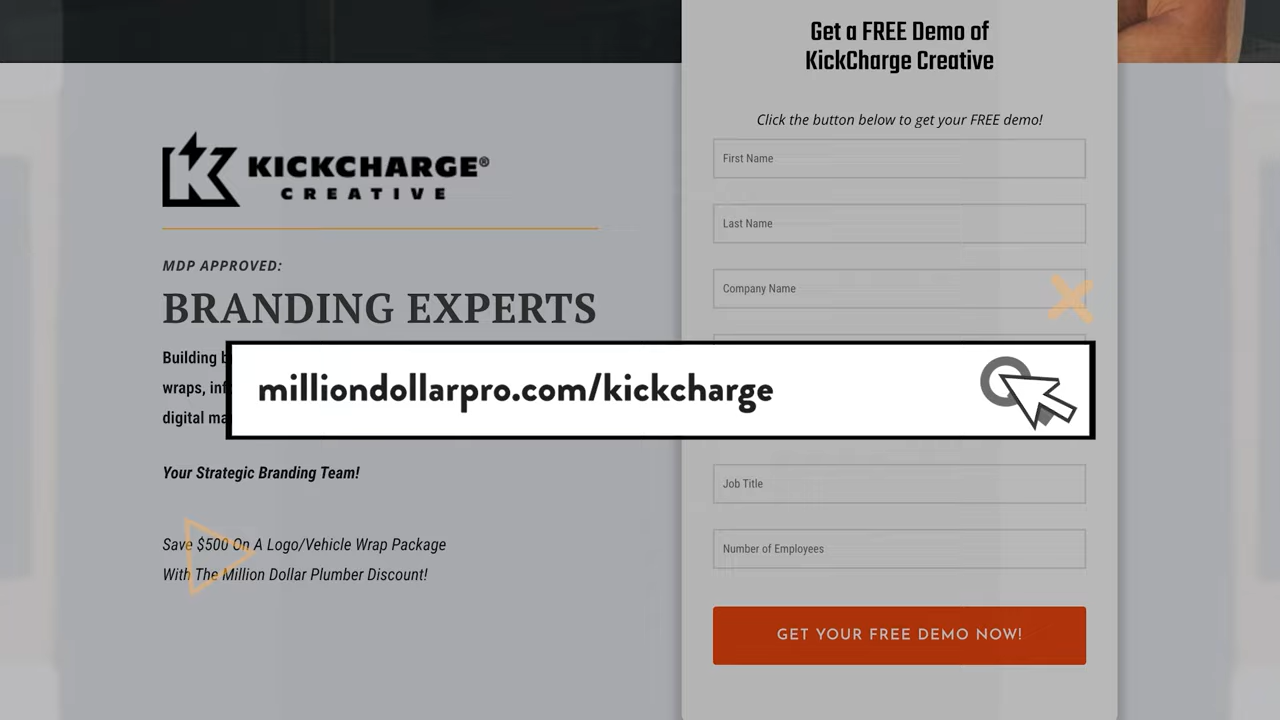 KICKCHARGE®
CREATIVE
MDP APPROVED:
BRANDING EXPERTS
Building
wraps,
digital
Your Strategic Branding Team!
Save $500 On A Logo/Vehicle Wrap Package
With The Million Dollar Plumber Discount!
milliondollarpro.com/kickcharge
Get a FREE Demo of
KickCharge Creative
Click the button below to get your FREE demo!
First Name
Last Name
Company Name
Job Title
Number of Employees
GET YOUR FREE DEMO NOW!